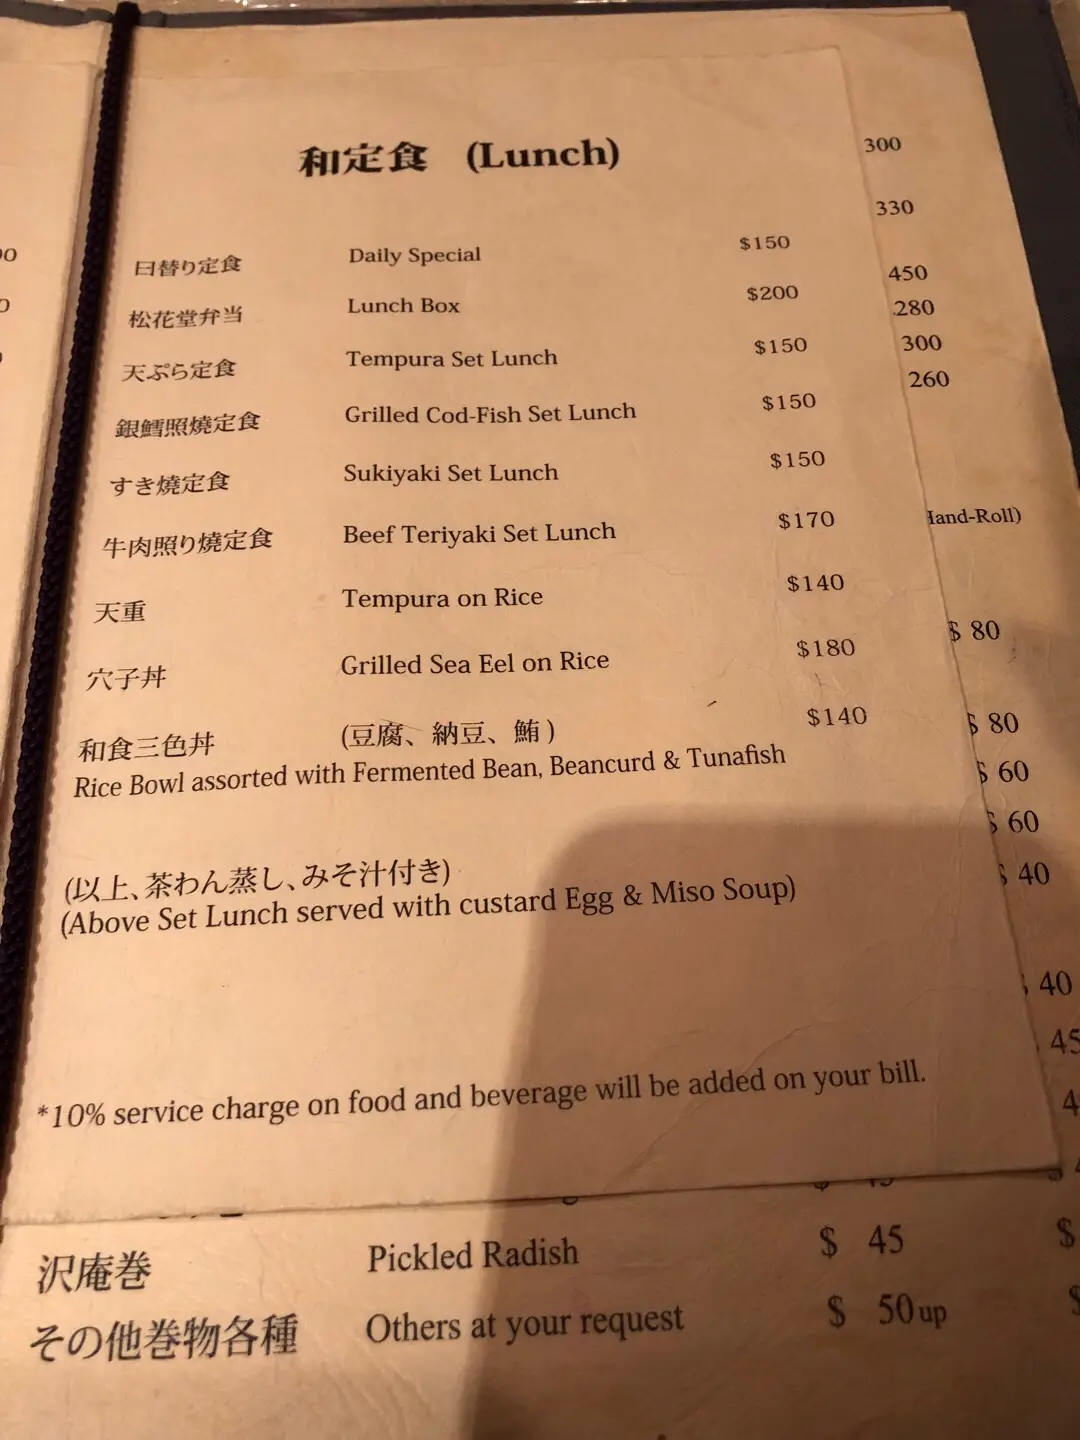 和定食 (Lunch)
日替り定食 Daily Special $150
松花堂弁当 Lunch Box $200
天ぷら定食 Tempura Set Lunch $150
銀鱈照燒定食 Grilled Cod-Fish Set Lunch $150
すき燒定食 Sukiyaki Set Lunch $150
牛肉照り燒定食 Beef Teriyaki Set Lunch $170
天重 Tempura on Rice $140
穴子丼 Grilled Sea Eel on Rice $180
和食三色丼 (豆腐、納豆、鮪) $140
Rice Bowl assorted with Fermented Bean, Beancurd & Tunafish
(以上、茶わん蒸し、みそ汁付き)
(Above Set Lunch served with custard Egg & Miso Soup)
*10% service charge on food and beverage will be added on your bill.
沢庵巻 Pickled Radish $ 45
その他巻物各種 Others at your request $ 50 up
300
330
450
280
300
260
Hand-Roll)
$ 80
$ 80
$ 60
$ 60
$ 40
$ 40
45